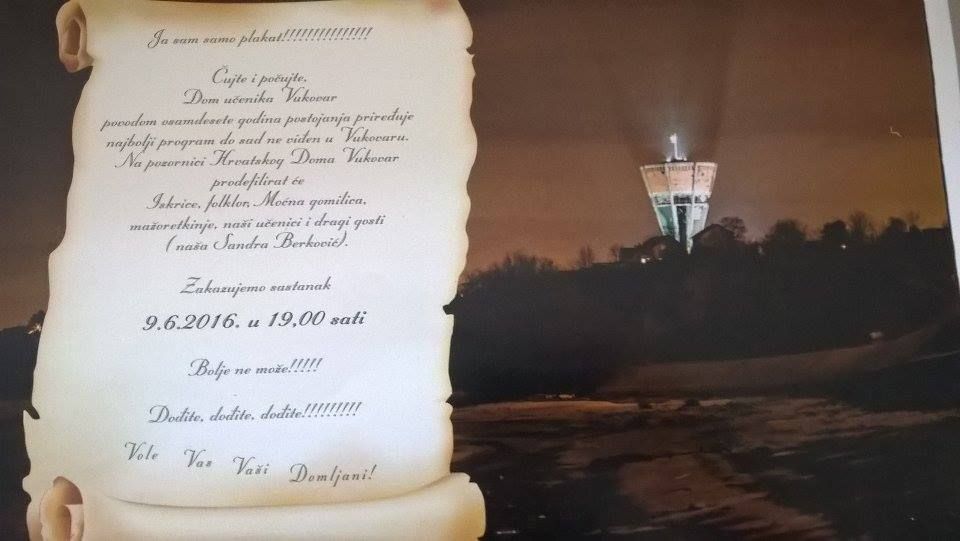 Ja sam samo plakat!!!!!!!!!!!!!!!
Čujte i počujte,
Dom učenika Vukovar
povodom osamdesete godina postojanja priređuje
najbolji program do sad ne viđen u Vukovaru.
Na pozornici Hrvatskog Doma Vukovar
prodefilirat će
Iskrice, folklor, Moćna gomilica,
mažoretkinje, naši učenici i dragi gosti
(naša Sandra Berković).
Zakazujemo sastanak
9.6.2016. u 19,00 sati
Bolje ne može!!!!!
Dođite, dođite, dođite!!!!!!!!!
Vole Vas Vaši Domljani!